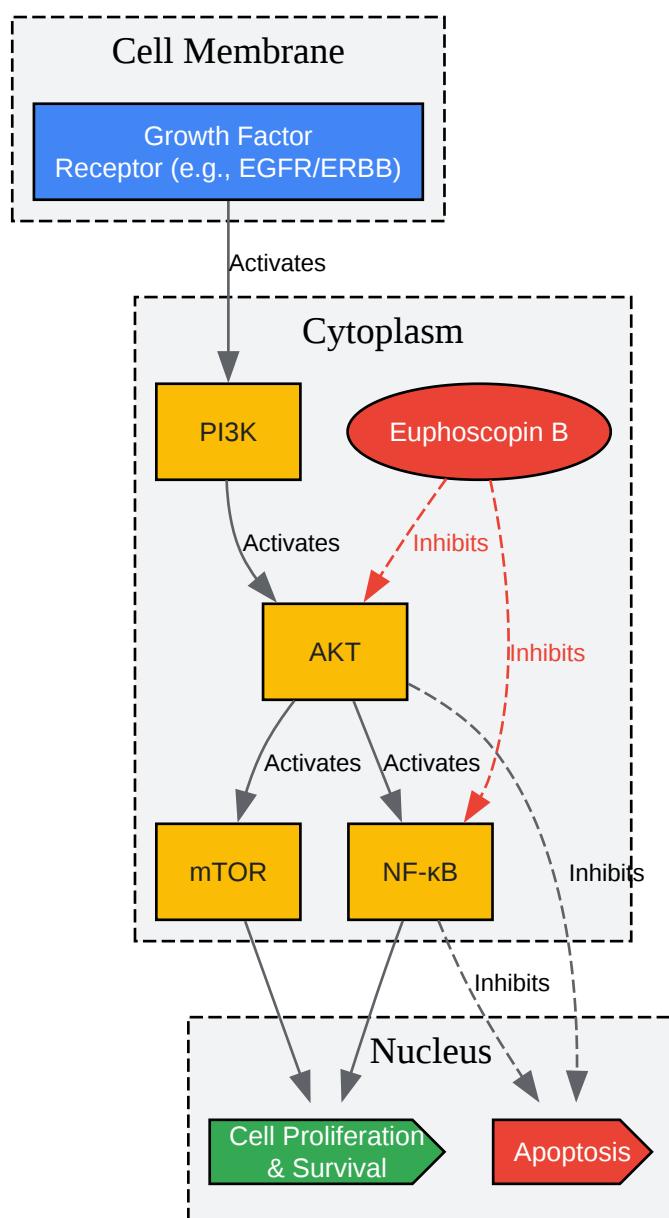 Cell Membrane
Growth Factor
Receptor (e.g., EGFR/ERBB)
Activates
Cytoplasm
PI3K
Euphoscopin B
Activates
Inhibits
AKT
Inhibits
Activates
Activates
mTOR
NF-κB
Inhibits
Inhibits
Nucleus
Cell Proliferation
& Survival
Apoptosis